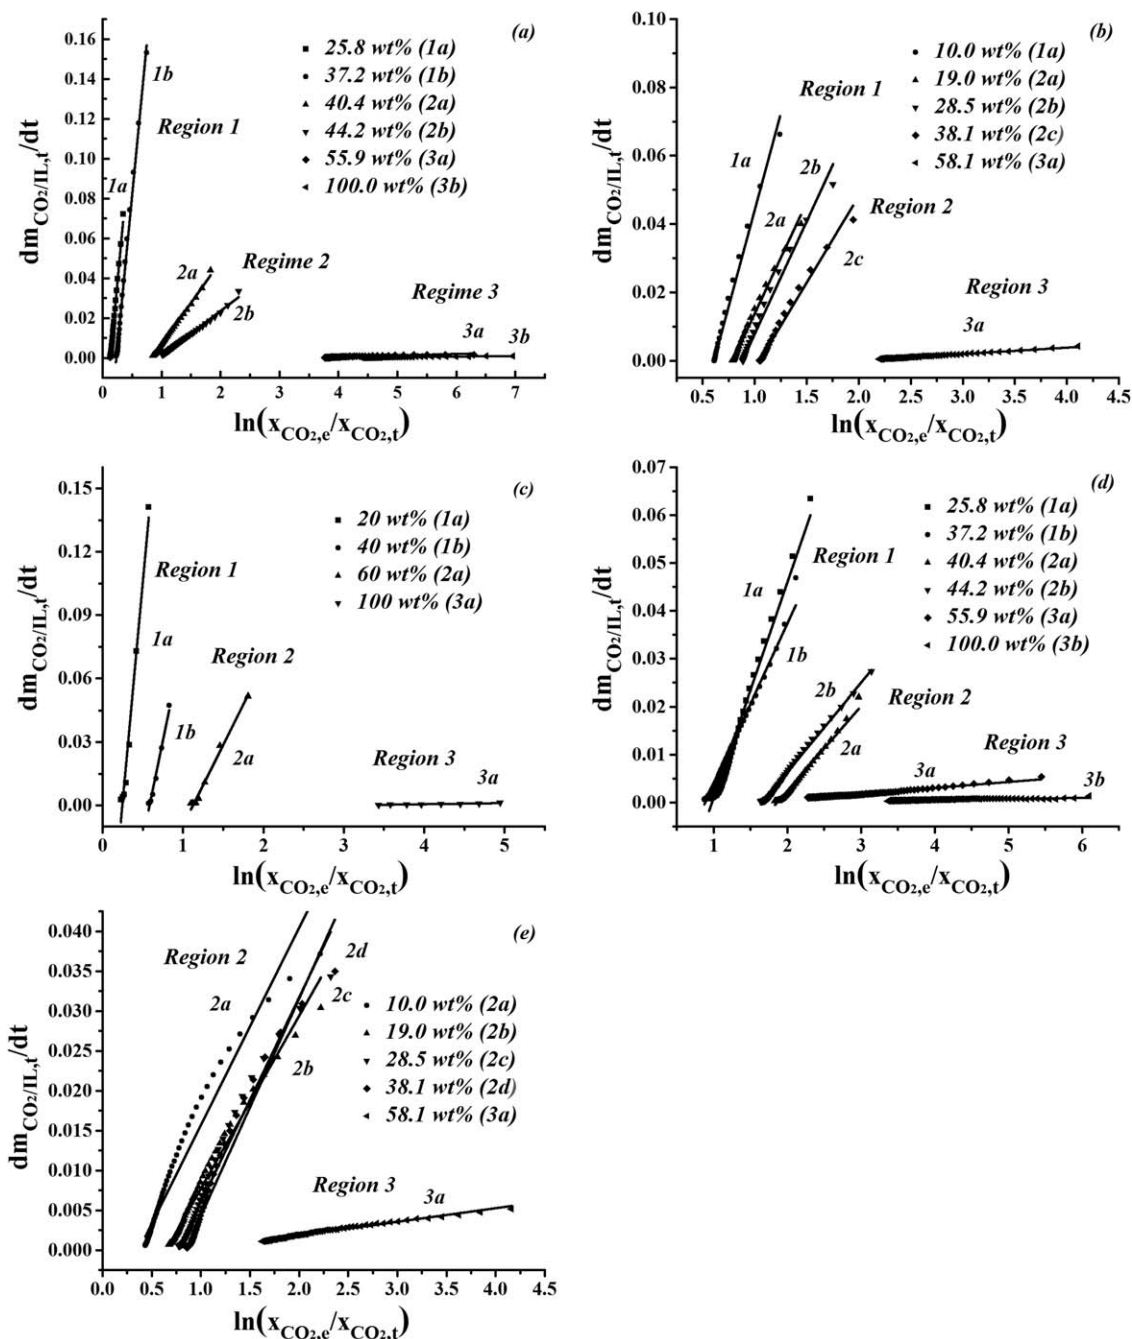 (a)
25.8 wt% (1a)
37.2 wt% (1b)
40.4 wt% (2a)
44.2 wt% (2b)
55.9 wt% (3a)
100.0 wt% (3b)
1b
Region 1
1a
2a
Regime 2
2b
Regime 3
3a
3b
0.16
0.14
0.12
0.10
0.08
0.06
0.04
0.02
0.00
dm_CO2/IL,t/dt
0 1 2 3 4 5 6 7
ln(x_CO2,e/x_CO2,t)
(b)
10.0 wt% (1a)
19.0 wt% (2a)
28.5 wt% (2b)
38.1 wt% (2c)
58.1 wt% (3a)
Region 1
1a
2b
2a
Region 2
2c
Region 3
3a
0.10
0.08
0.06
0.04
0.02
0.00
dm_CO2/IL,t/dt
0.5 1.0 1.5 2.0 2.5 3.0 3.5 4.0 4.5
ln(x_CO2,e/x_CO2,t)
(c)
20 wt% (1a)
40 wt% (1b)
60 wt% (2a)
100 wt% (3a)
Region 1
1a
Region 2
1b
2a
Region 3
3a
0.15
0.12
0.09
0.06
0.03
0.00
dm_CO2/IL,t/dt
0 1 2 3 4 5
ln(x_CO2,e/x_CO2,t)
(d)
25.8 wt% (1a)
37.2 wt% (1b)
40.4 wt% (2a)
44.2 wt% (2b)
55.9 wt% (3a)
100.0 wt% (3b)
Region 1
1a
1b
2b
Region 2
2a
Region 3
3a
3b
0.07
0.06
0.05
0.04
0.03
0.02
0.01
0.00
dm_CO2/IL,t/dt
1 2 3 4 5 6
ln(x_CO2,e/x_CO2,t)
(e)
Region 2
2d
2a
2c
10.0 wt% (2a)
19.0 wt% (2b)
28.5 wt% (2c)
38.1 wt% (2d)
58.1 wt% (3a)
2b
Region 3
3a
0.040
0.035
0.030
0.025
0.020
0.015
0.010
0.005
0.000
dm_CO2/IL,t/dt
0.0 0.5 1.0 1.5 2.0 2.5 3.0 3.5 4.0 4.5
ln(x_CO2,e/x_CO2,t)